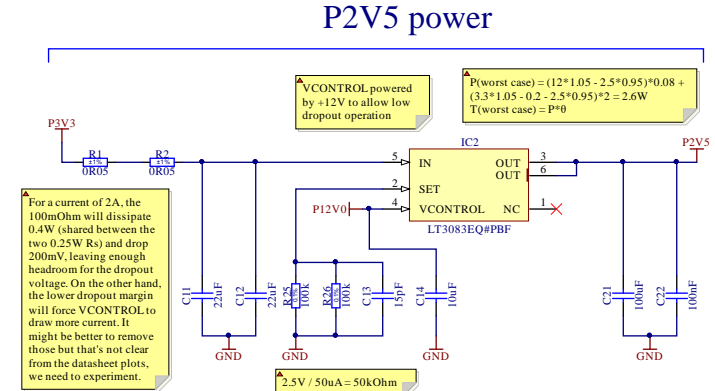 P2V5 power
VCONTROL powered
by +12V to allow low
dropout operation
P(worst case) = (12*1.05 - 2.5*0.95)*0.08 +
(3.3*1.05 - 0.2 - 2.5*0.95)*2 = 2.6W
T(worst case) = P*θ
P3V3
R1
±1%
0R05
R2
±1%
0R05
IC2
5
IN
OUT
3
OUT
6
2
SET
P12V0
4
VCONTROL
NC
1
LT3083EQ#PBF
P2V5
For a current of 2A, the
100mOhm will dissipate
0.4W (shared between the
two 0.25W Rs) and drop
200mV, leaving enough
headroom for the dropout
voltage. On the other hand,
the lower dropout margin
will force VCONTROL to
draw more current. It
might be better to remove
those but that's not clear
from the datasheet plots,
we need to experiment.
C11
22uF
C12
22uF
R25
0.1%
100k
R26
0.1%
100k
C13
15pF
C14
10uF
C21
100uF
C22
100nF
GND
GND
GND
GND
2.5V / 50uA = 50kOhm